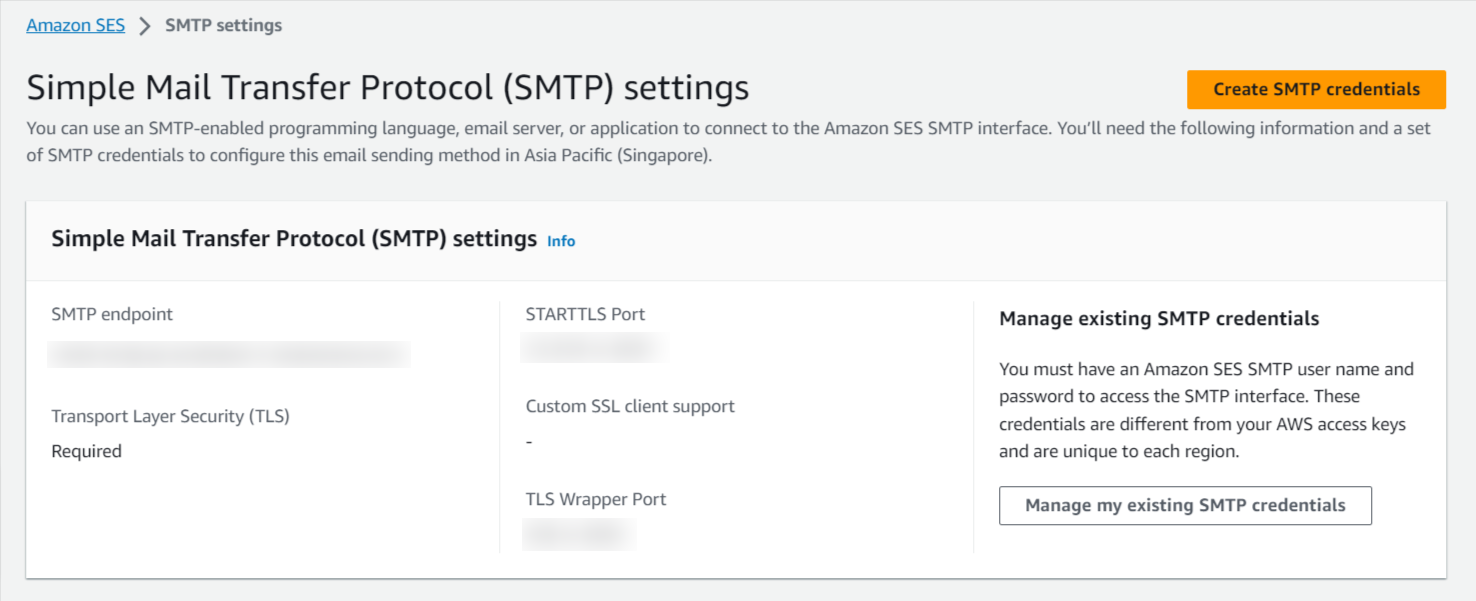 Amazon SES > SMTP settings
Simple Mail Transfer Protocol (SMTP) settings
Create SMTP credentials
You can use an SMTP-enabled programming language, email server, or application to connect to the Amazon SES SMTP interface. You’ll need the following information and a set
of SMTP credentials to configure this email sending method in Asia Pacific (Singapore).
Simple Mail Transfer Protocol (SMTP) settings Info
SMTP endpoint
Transport Layer Security (TLS)
Required
STARTTLS Port
Custom SSL client support
-
TLS Wrapper Port
Manage existing SMTP credentials
You must have an Amazon SES SMTP user name and
password to access the SMTP interface. These
credentials are different from your AWS access keys
and are unique to each region.
Manage my existing SMTP credentials